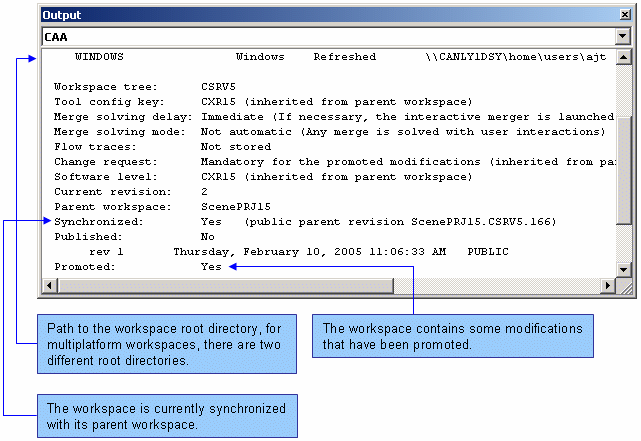 Output
CAA
WINDOWS Windows Refreshed \\CANLY1DSY\home\users\ajt
Workspace tree: CSRV5
Tool config key: CXR15 (inherited from parent workspace)
Merge solving delay: Immediate (If necessary, the interactive merger is launched
Merge solving mode: Not automatic (Any merge is solved with user interactions)
Flow traces: Not stored
Change request: Mandatory for the promoted modifications (inherited from pa
Software level: CXR15 (inherited from parent workspace)
Current revision: 2
Parent workspace: ScenePRJ15
Synchronized: Yes (public parent revision ScenePRJ15.CSRV5.166)
Published: No
rev 1 Thursday, February 10, 2005 11:06:33 AM PUBLIC
Promoted: Yes
Path to the workspace root directory, for
multiplatform workspaces, there are two
different root directories.
The workspace contains some modifications
that have been promoted.
The workspace is currently synchronized
with its parent workspace.